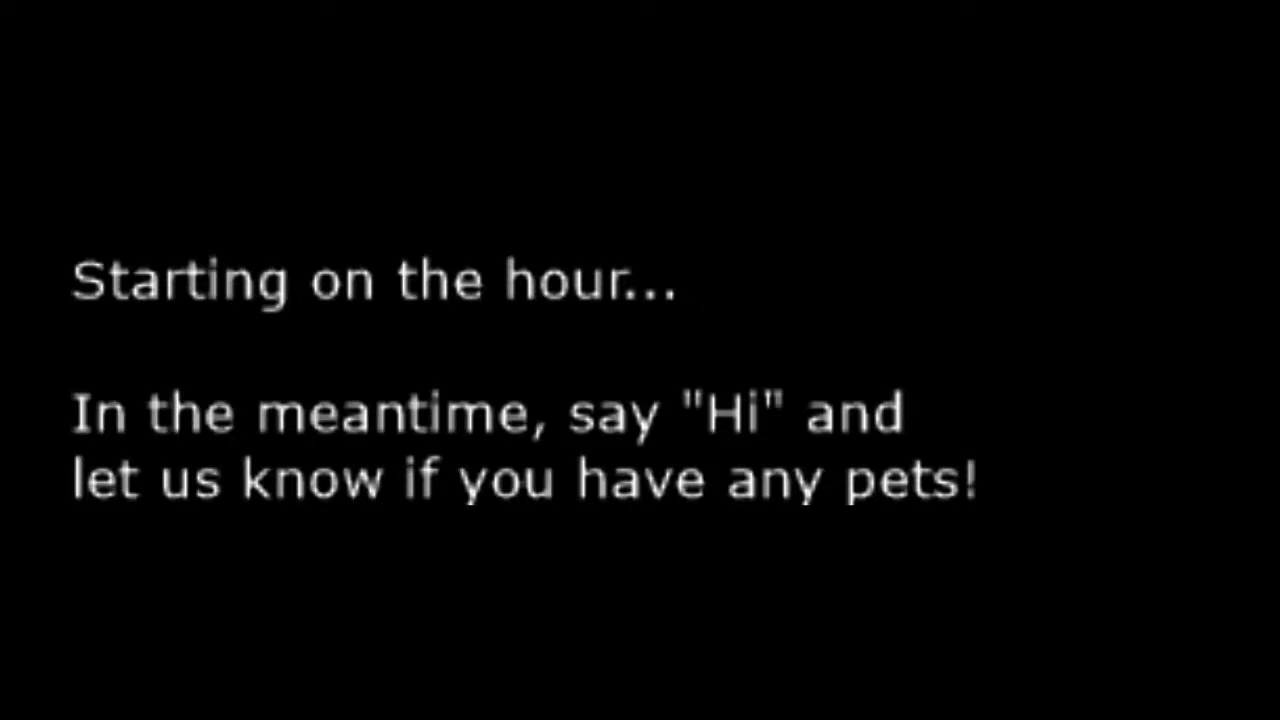 Starting on the hour...
In the meantime, say "Hi" and
let us know if you have any pets!